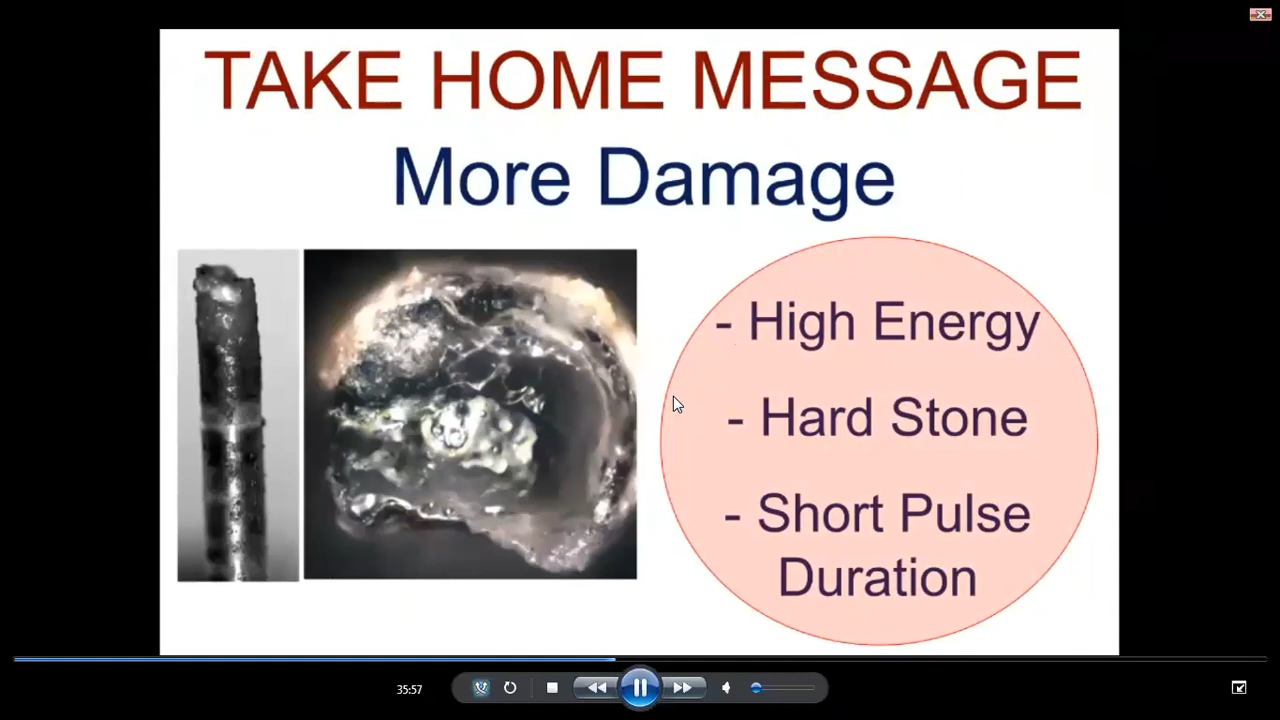 TAKE HOME MESSAGE
More Damage
- High Energy
- Hard Stone
- Short Pulse
Duration
35:57